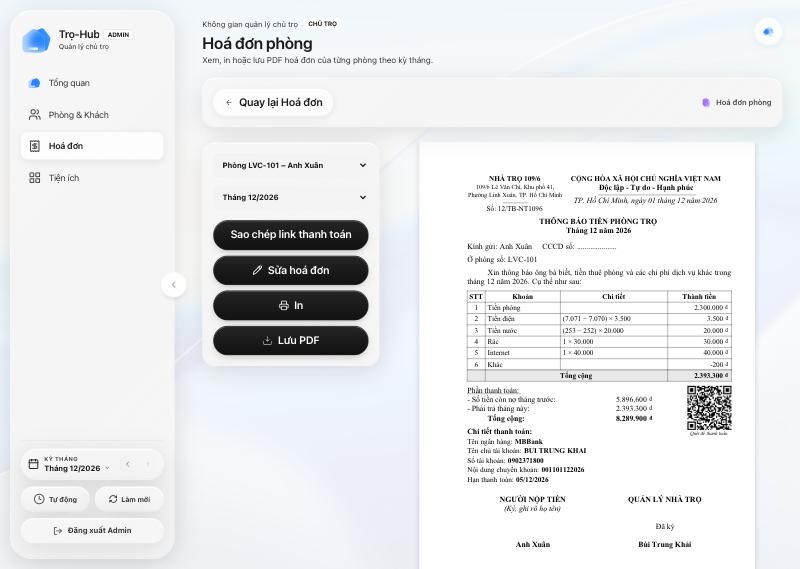 Trọ-Hub ADMIN
Quản lý chủ trọ
Tổng quan
Phòng & Khách
Hoá đơn
Tiện ích
KỲ THÁNG
Tháng 12/2026
Tự động
Làm mới
Đăng xuất Admin
Không gian quản lý chủ trọ CHỦ TRỌ
Hoá đơn phòng
Xem, in hoặc lưu PDF hoá đơn của từng phòng theo kỳ tháng.
← Quay lại Hoá đơn
Hoá đơn phòng
Phòng LVC-101 – Anh Xuân
Tháng 12/2026
Sao chép link thanh toán
Sửa hoá đơn
In
Lưu PDF
NHÀ TRỌ 109/6
109/6 Lê Văn Chí, Khu phố 41,
Phường Linh Xuân, TP. Hồ Chí Minh
Số: 12/TB-NT1096
CỘNG HÒA XÃ HỘI CHỦ NGHĨA VIỆT NAM
Độc lập - Tự do - Hạnh phúc
TP. Hồ Chí Minh, ngày 01 tháng 12 năm 2026
THÔNG BÁO TIỀN PHÒNG TRỌ
Tháng 12 năm 2026
Kính gửi: Anh Xuân CCCD số: ....................
Ở phòng số: LVC-101
Xin thông báo ông bà biết, tiền thuê phòng và các chi phí dịch vụ khác trong
tháng 12 năm 2026. Cụ thể như sau:
STT Khoản Chi tiết Thành tiền
1 Tiền phòng 2.300.000 ₫
2 Tiền điện (7.071 − 7.070) × 3.500 3.500 ₫
3 Tiền nước (253 − 252) × 20.000 20.000 ₫
4 Rác 1 × 30.000 30.000 ₫
5 Internet 1 × 40.000 40.000 ₫
6 Khác -200 ₫
Tổng cộng 2.393.300 ₫
Phần thanh toán:
- Số tiền còn nợ tháng trước: 5.896.600 ₫
- Phải trả tháng này: 2.393.300 ₫
Tổng cộng: 8.289.900 ₫
Quét để thanh toán
Chi tiết thanh toán:
Tên ngân hàng: MBBank
Tên chủ tài khoản: BUI TRUNG KHAI
Số tài khoản: 0902371800
Nội dung chuyển khoản: 001101122026
Hạn thanh toán: 05/12/2026
NGƯỜI NỘP TIỀN QUẢN LÝ NHÀ TRỌ
(Ký, ghi rõ họ tên)
Đã ký
Anh Xuân Bùi Trung Khải